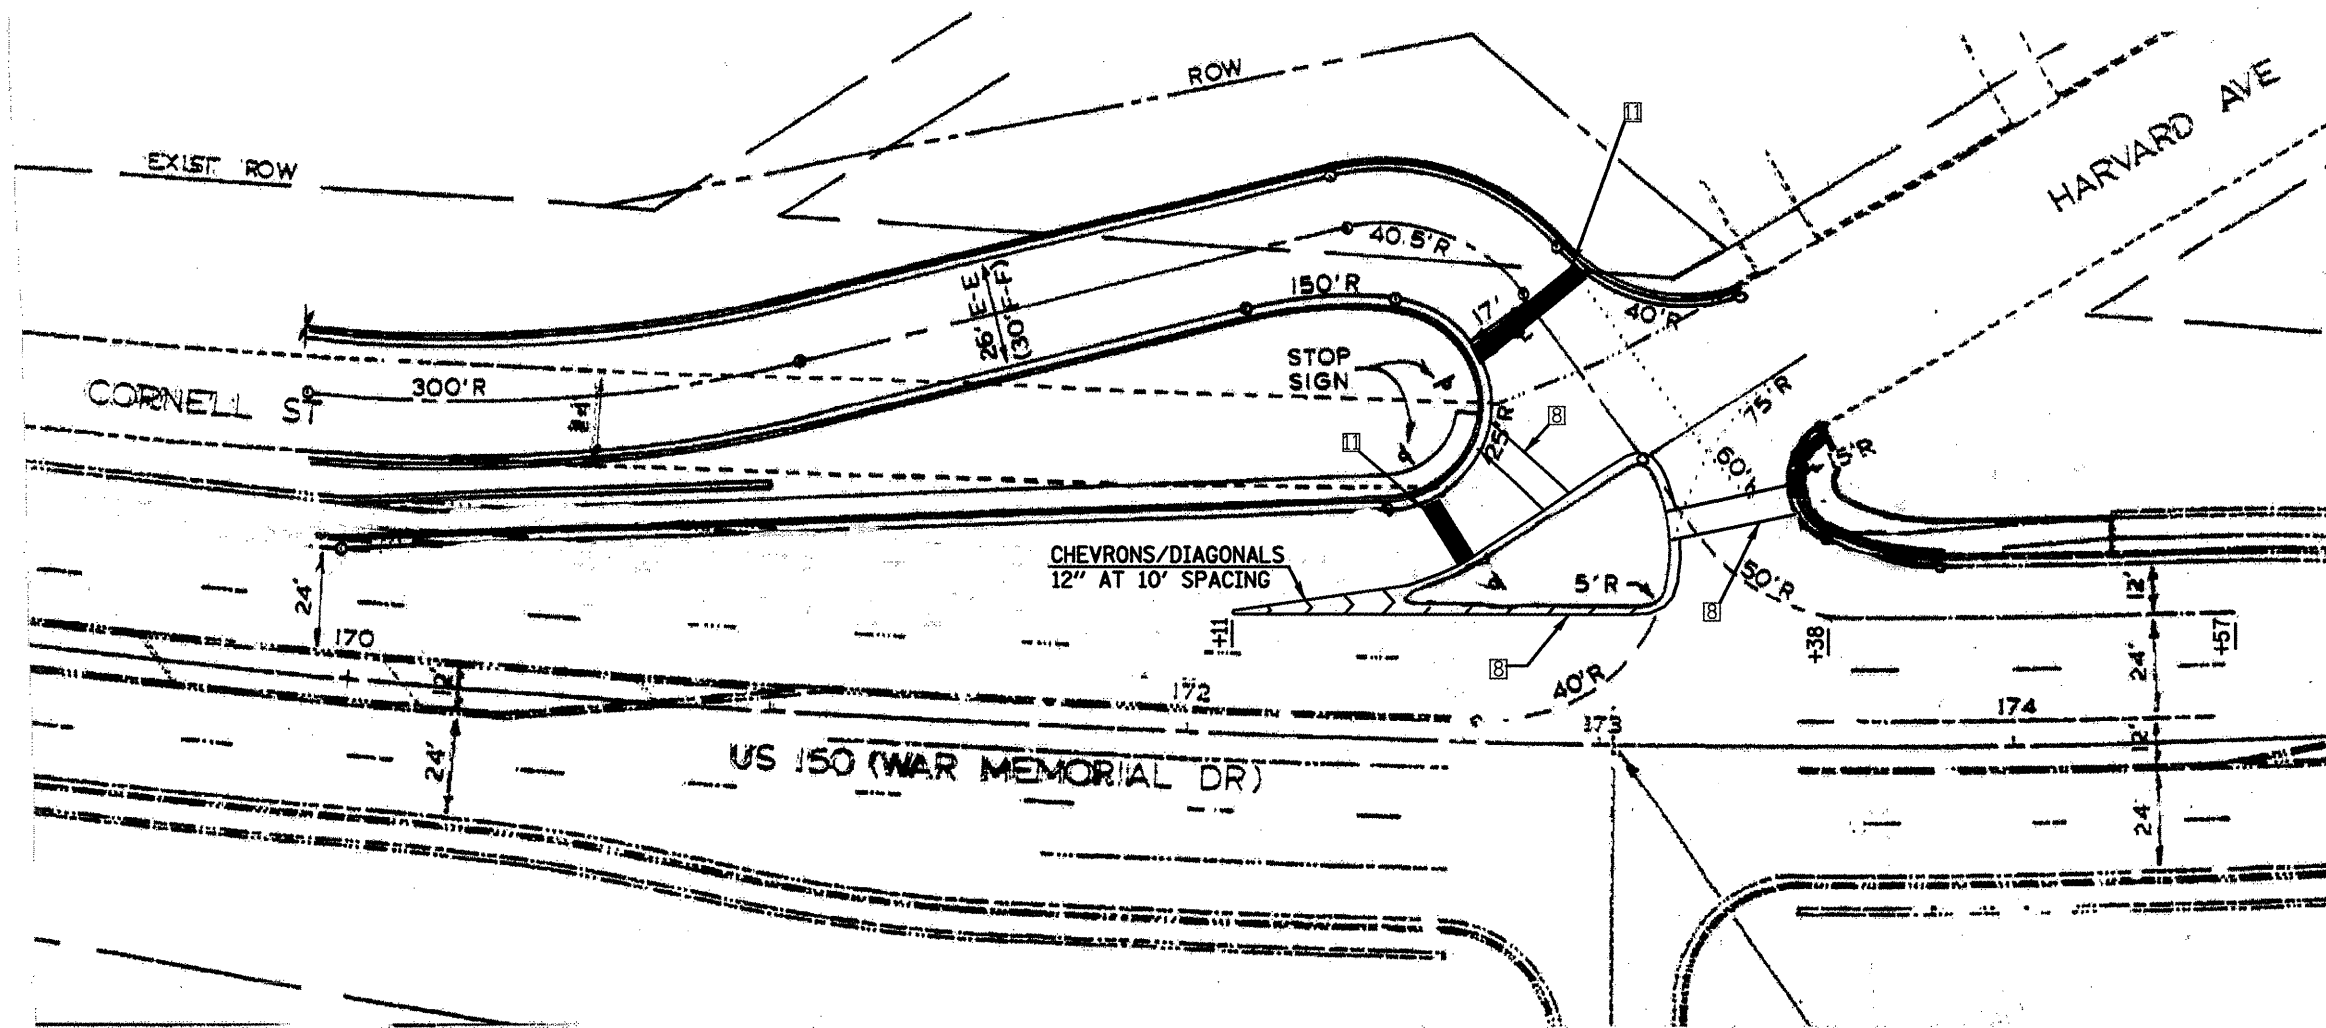 ROW
11
HARVARD AVE
EXIST. ROW
40.5'R
150'R
17'
40'R
26' E-E
(30' F-F)
STOP
SIGN
CORNELL ST
300'R
8
75'R
11
25'R
60'R
5'R
CHEVRONS/DIAGONALS
12" AT 10' SPACING
5'R
50'R
8
12'
24'
170
+11
+38
+57
8
24'
12'
172
40'R
173
174
12'
24'
US 150 (WAR MEMORIAL DR)
24